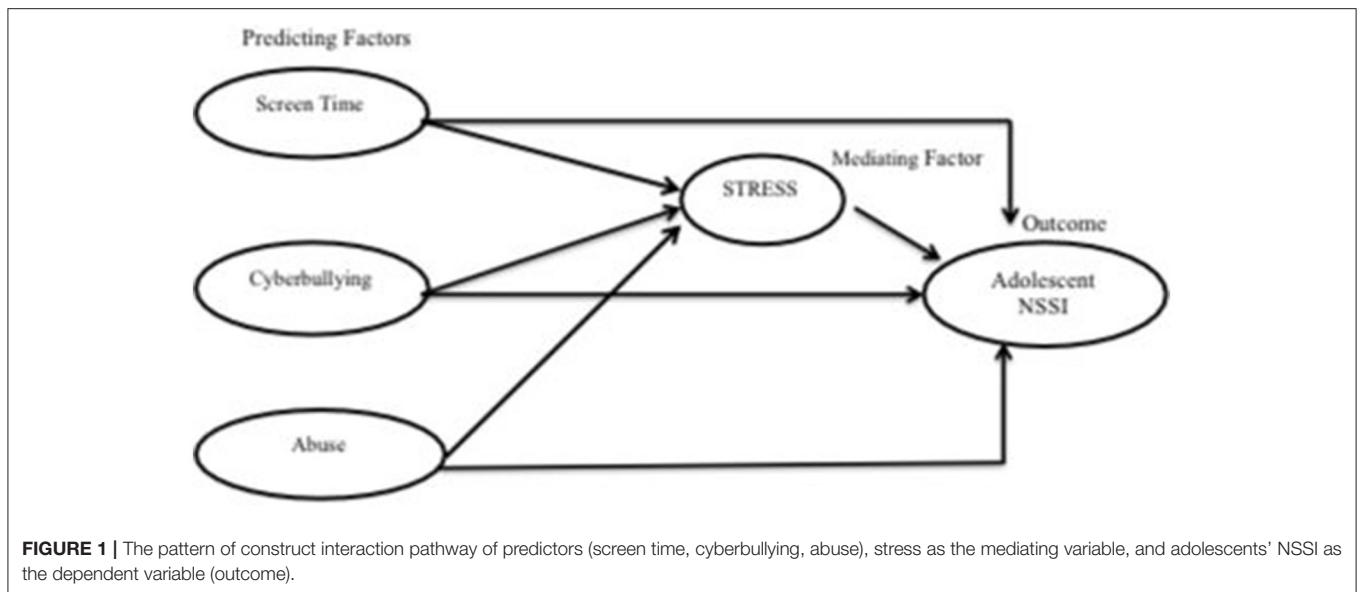 Predicting Factors
Screen Time
Mediating Factor
STRESS
Outcome
Cyberbullying
Adolescent
NSSI
Abuse
FIGURE 1 | The pattern of construct interaction pathway of predictors (screen time, cyberbullying, abuse), stress as the mediating variable, and adolescents' NSSI as
the dependent variable (outcome).